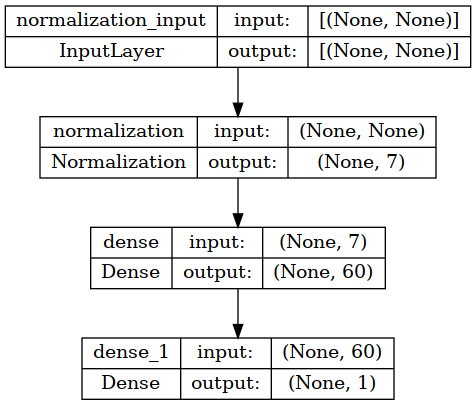 normalization_input input: [(None, None)]
InputLayer output: [(None, None)]
normalization input: (None, None)
Normalization output: (None, 7)
dense input: (None, 7)
Dense output: (None, 60)
dense_1 input: (None, 60)
Dense output: (None, 1)